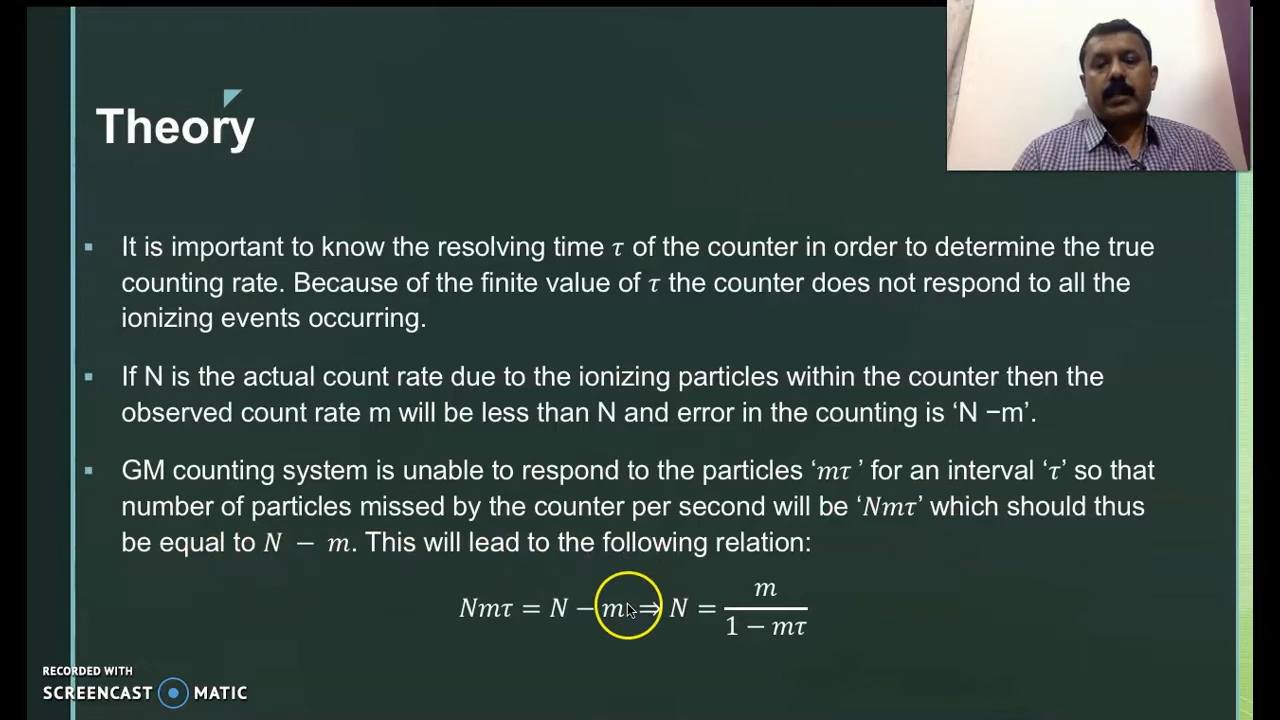 Theory
▪ It is important to know the resolving time τ of the counter in order to determine the true
counting rate. Because of the finite value of τ the counter does not respond to all the
ionizing events occurring.
▪ If N is the actual count rate due to the ionizing particles within the counter then the
observed count rate m will be less than N and error in the counting is ‘N −m’.
▪ GM counting system is unable to respond to the particles ‘mτ ’ for an interval ‘τ’ so that
number of particles missed by the counter per second will be ‘Nmτ’ which should thus
be equal to N − m. This will lead to the following relation:
Nmτ = N − m ⇒ N = m / (1 − mτ)
RECORDED WITH
SCREENCAST MATIC